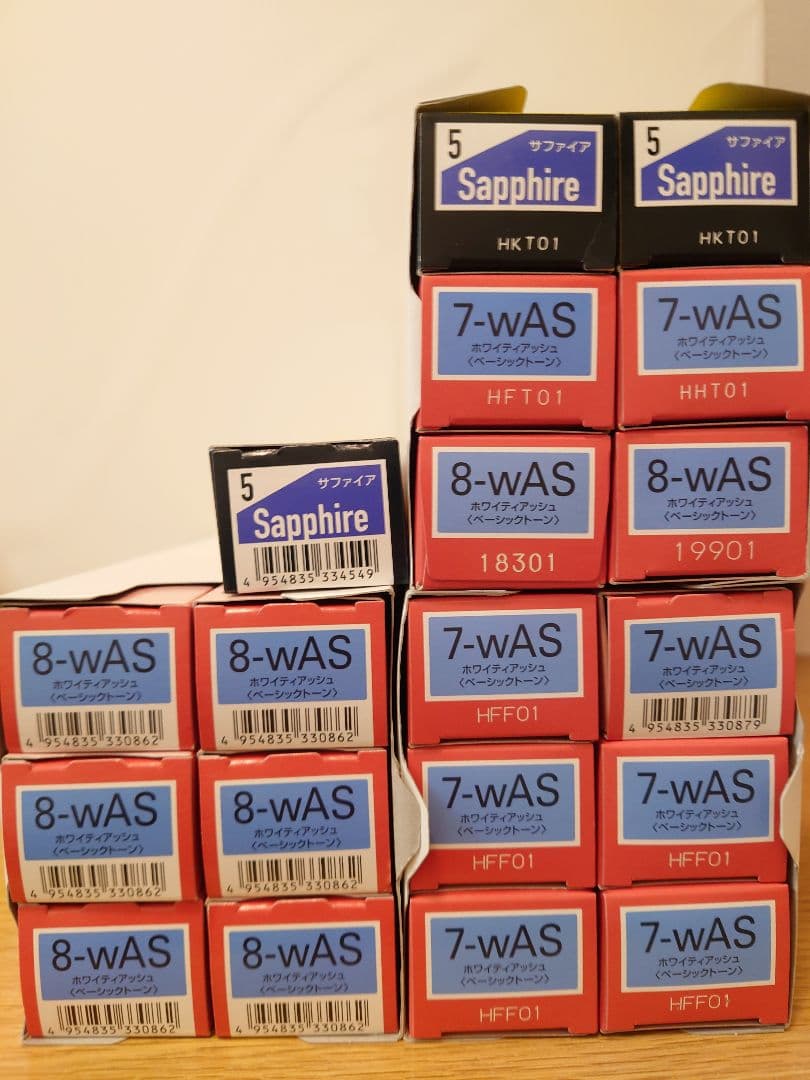 5
サファイア
Sapphire
HKT01
5
サファイア
Sapphire
HKT01
7-wAS
ホワイティアッシュ
〈ベーシックトーン〉
HFT01
7-wAS
ホワイティアッシュ
〈ベーシックトーン〉
HHT01
8-wAS
ホワイティアッシュ
〈ベーシックトーン〉
18301
8-wAS
ホワイティアッシュ
〈ベーシックトーン〉
19901
5
サファイア
Sapphire
4 954835 334549
8-wAS
ホワイティアッシュ
〈ベーシックトーン〉
4 954835 330862
8-wAS
ホワイティアッシュ
〈ベーシックトーン〉
4 954835 330862
7-wAS
ホワイティアッシュ
〈ベーシックトーン〉
HFF01
7-wAS
ホワイティアッシュ
〈ベーシックトーン〉
4 954835 330879
8-wAS
ホワイティアッシュ
〈ベーシックトーン〉
4 954835 330862
8-wAS
ホワイティアッシュ
〈ベーシックトーン〉
4 954835 330862
7-wAS
ホワイティアッシュ
〈ベーシックトーン〉
HFF01
7-wAS
ホワイティアッシュ
〈ベーシックトーン〉
HFF01
8-wAS
ホワイティアッシュ
〈ベーシックトーン〉
4 954835 330862
8-wAS
ホワイティアッシュ
〈ベーシックトーン〉
4 954835 330862
7-wAS
ホワイティアッシュ
〈ベーシックトーン〉
HFF01
7-wAS
ホワイティアッシュ
〈ベーシックトーン〉
HFF01